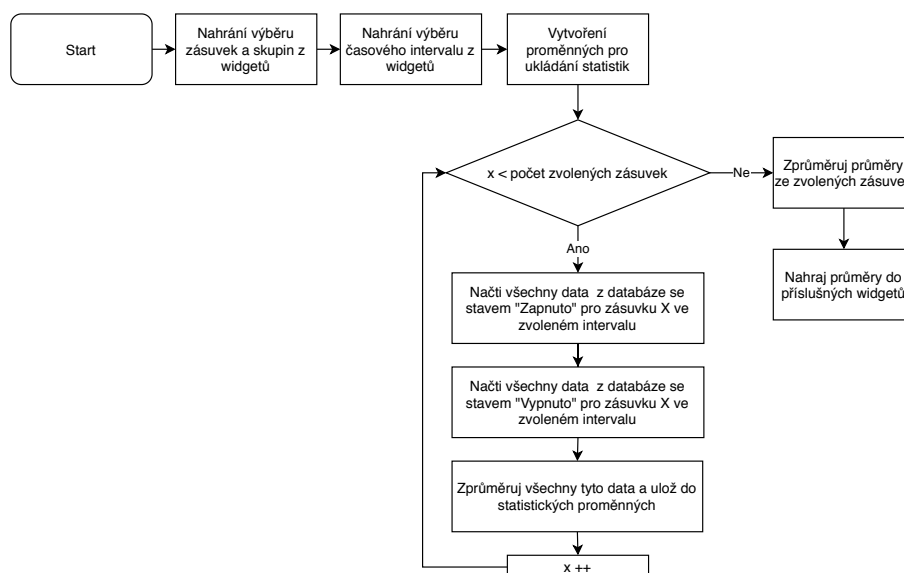 Start
Nahrání výběru
zásuvek a skupin z
widgetů
Nahrání výběru
časového intervalu z
widgetů
Vytvoření
proměnných pro
ukládání statistik
x < počet zvolených zásuvek
Ne
Zprůměruj průměry
ze zvolených zásuvek
Ano
Nahraj průměry do
příslušných widgetů
Načti všechny data z databáze se
stavem "Zapnuto" pro zásuvku X ve
zvoleném intervalu
Načti všechny data z databáze se
stavem "Vypnuto" pro zásuvku X ve
zvoleném intervalu
Zprůměruj všechny tyto data a ulož do
statistických proměnných
x ++